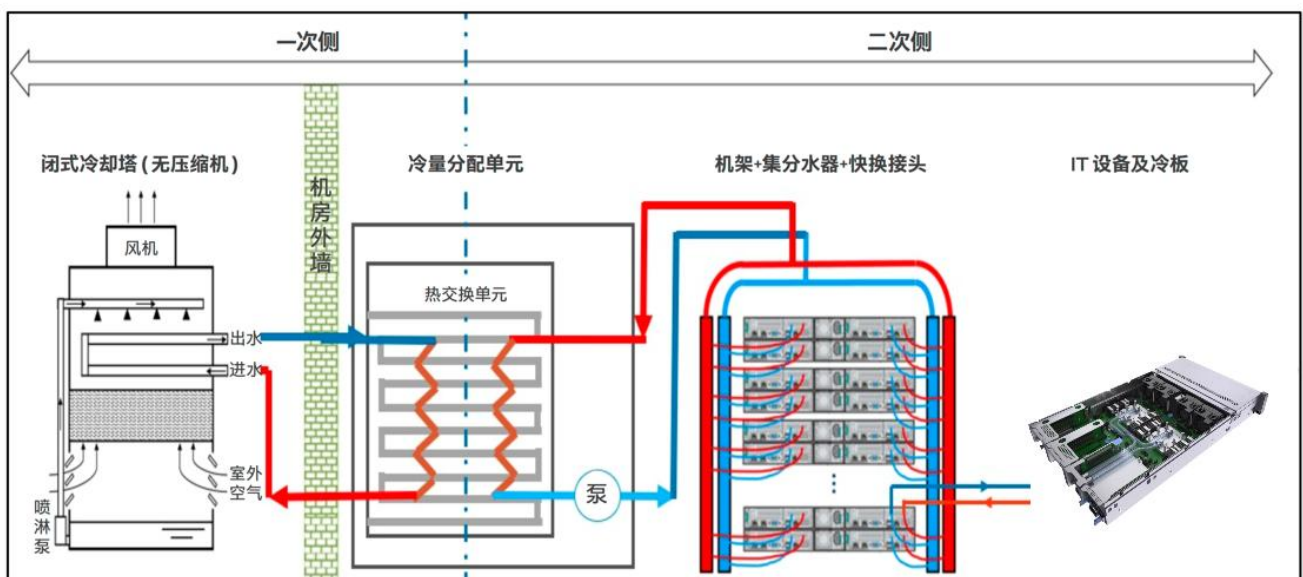 一次侧
二次侧
闭式冷却塔(无压缩机)
冷量分配单元
机架+集分水器+快换接头
IT 设备及冷板
机房外墙
风机
热交换单元
出水
进水
室外
空气
喷淋泵
泵